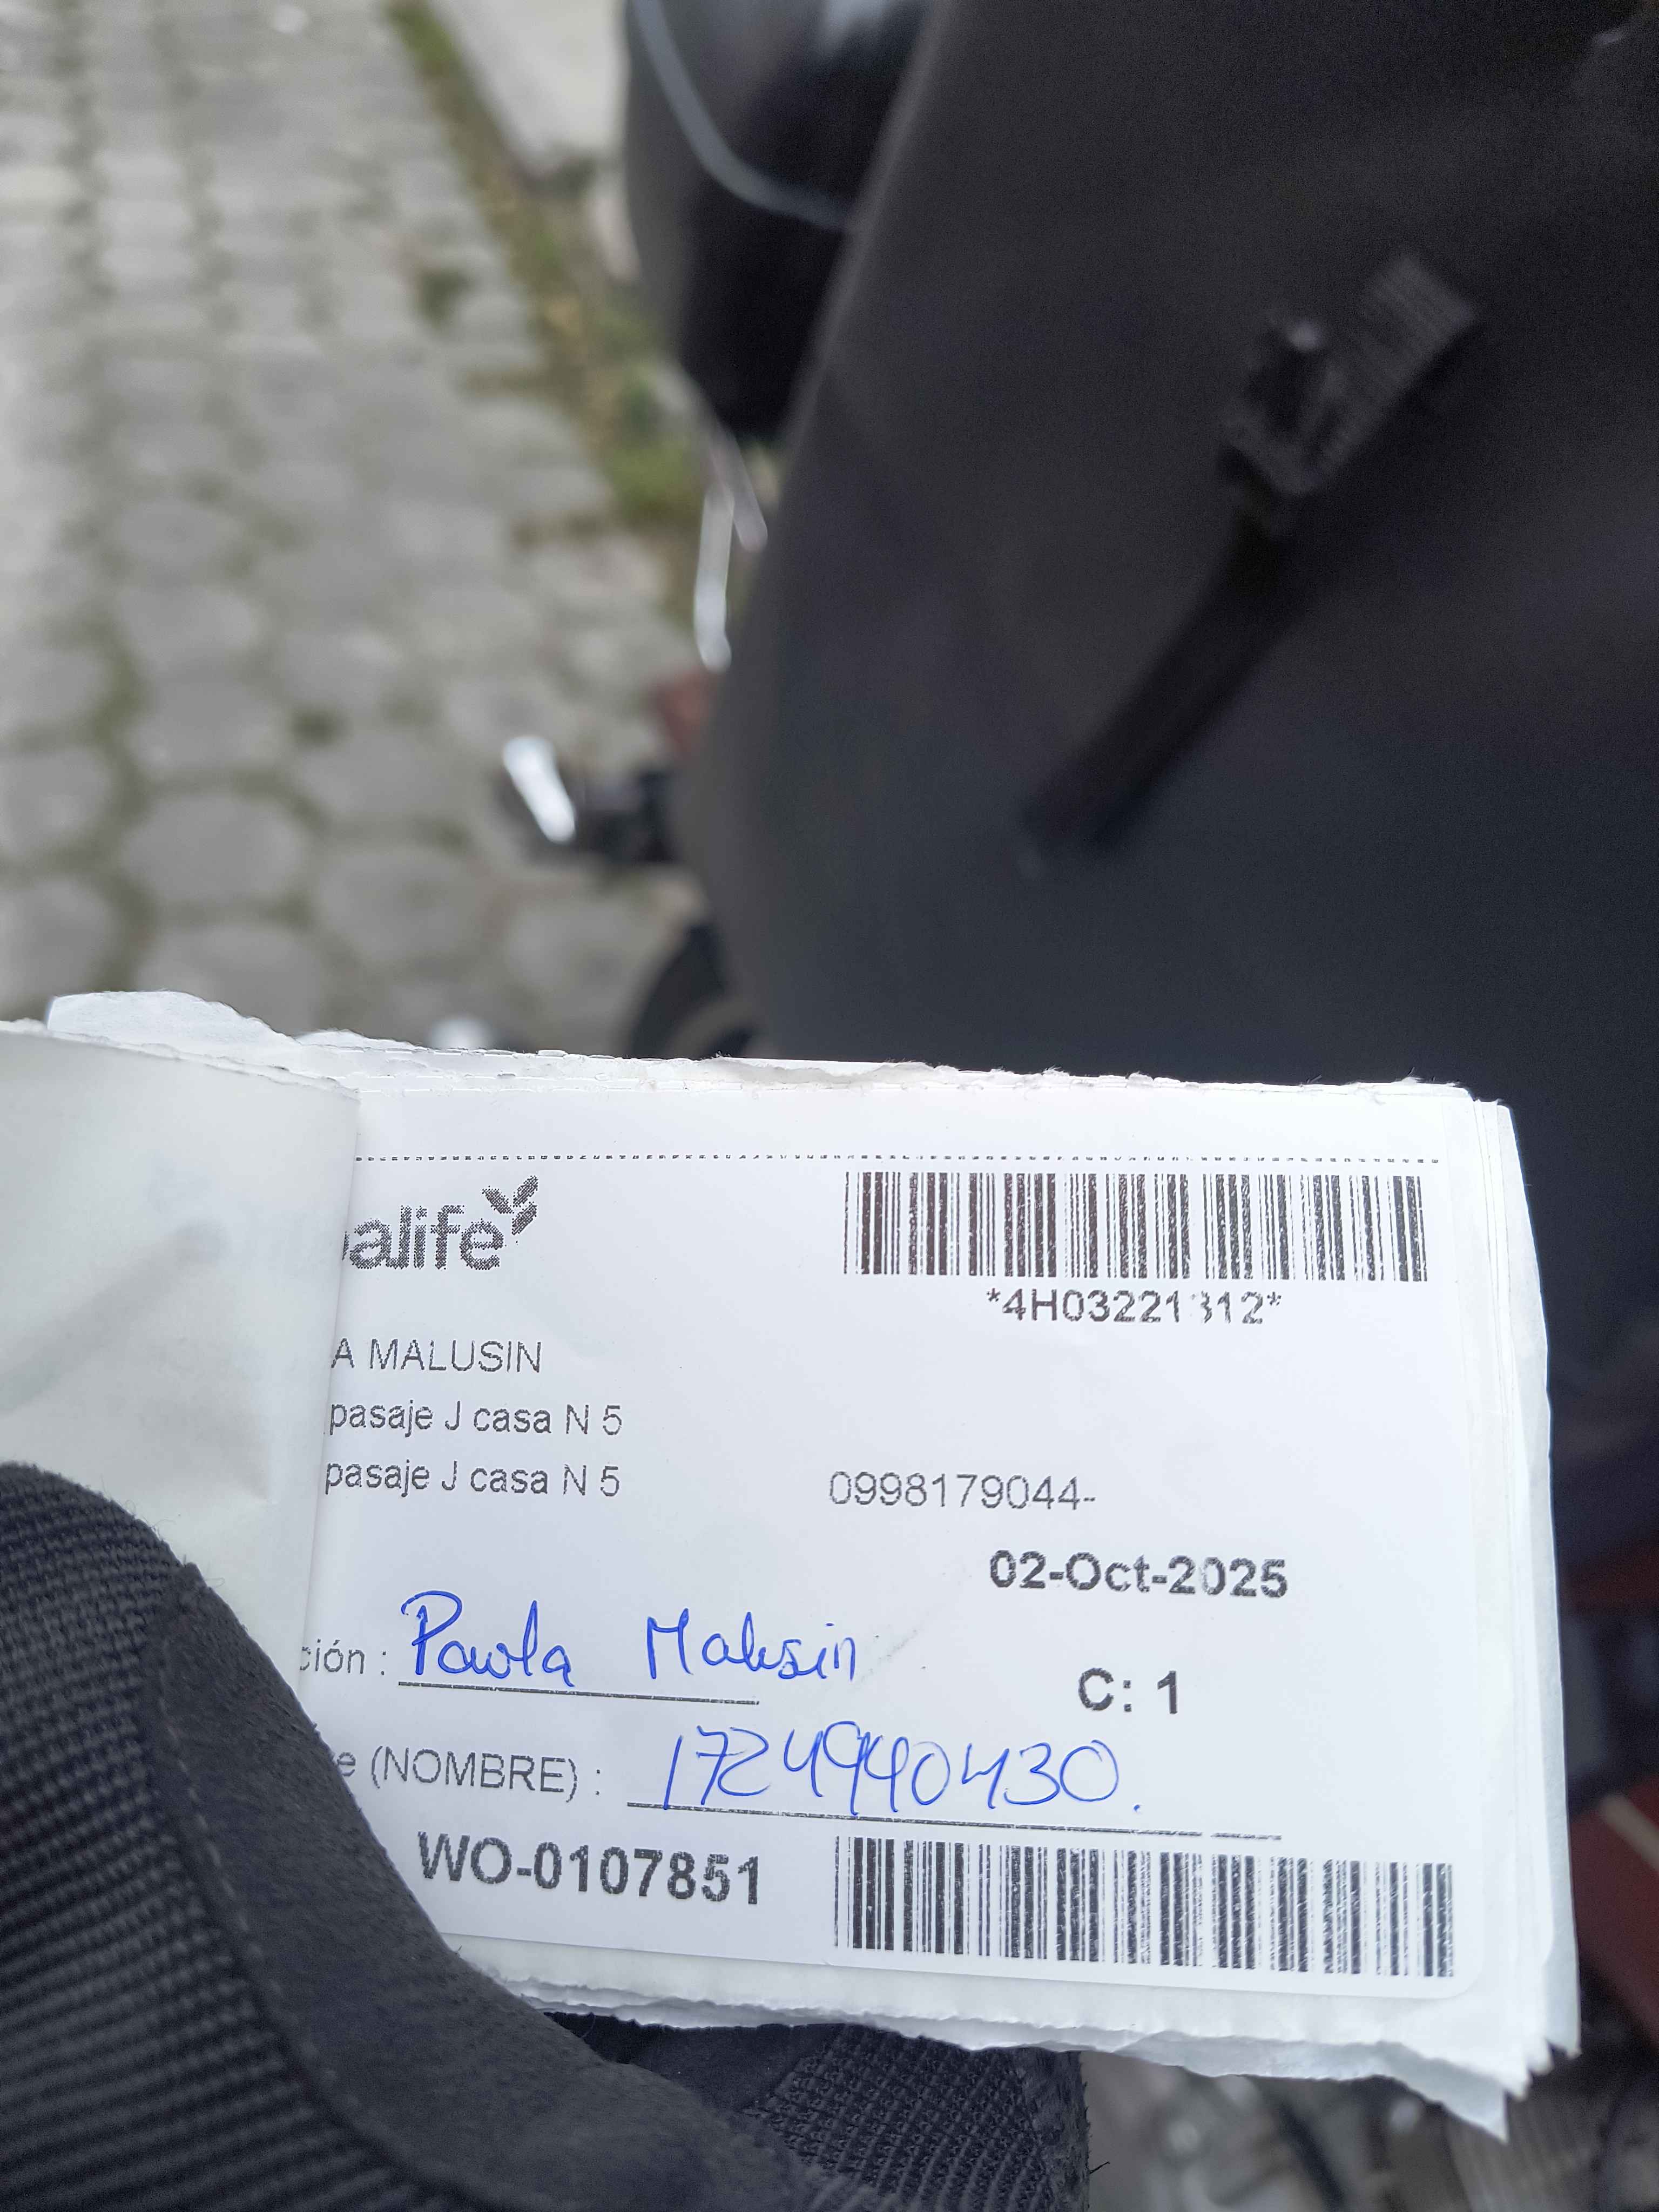 alife
*4H03221312*
A MALUSIN
pasaje J casa N 5
pasaje J casa N 5
0998179044-
02-Oct-2025
ción : Paola Malusin
C: 1
e (NOMBRE) : 1724940430.
WO-0107851